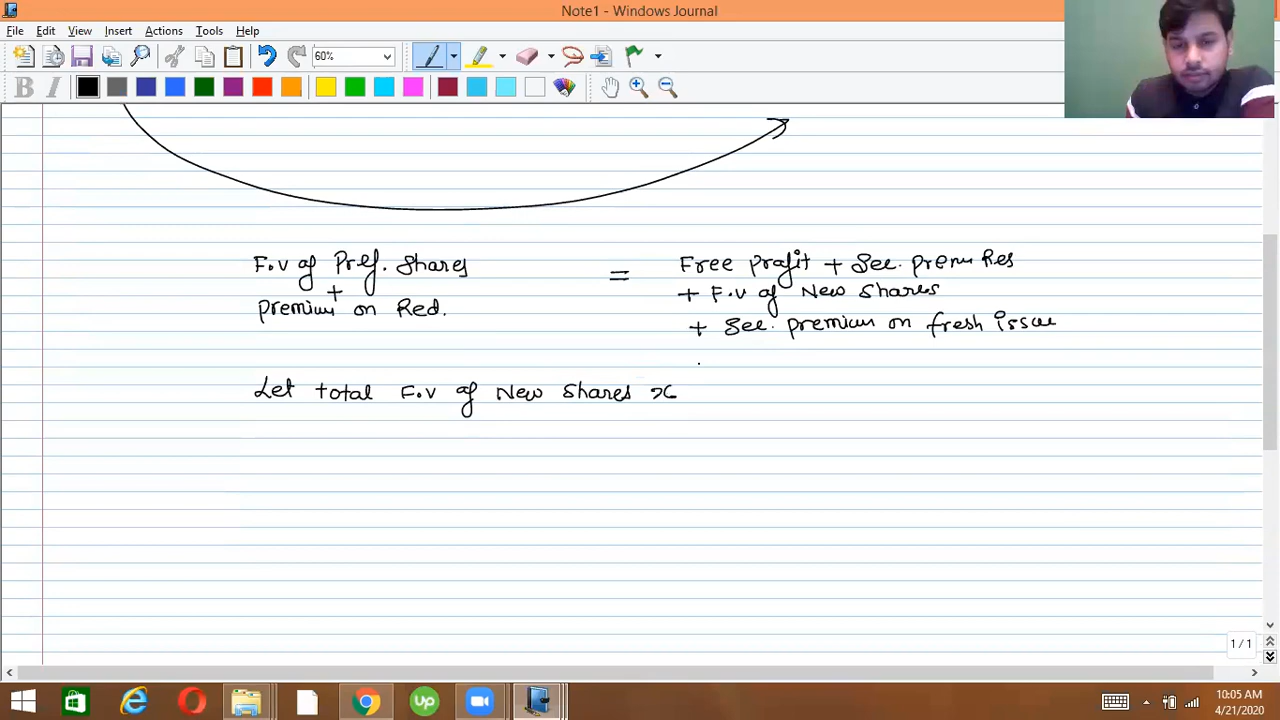 Note1 - Windows Journal
File Edit View Insert Actions Tools Help
60%
B I
F.v of Pref. Shares
+
premium on Red.
=
Free profit + Sec. premu Res
+ F.v of New Shares
+ Sec. premium on fresh issue
Let total F.v of New Shares x
1 / 1
up
10:05 AM
4/21/2020